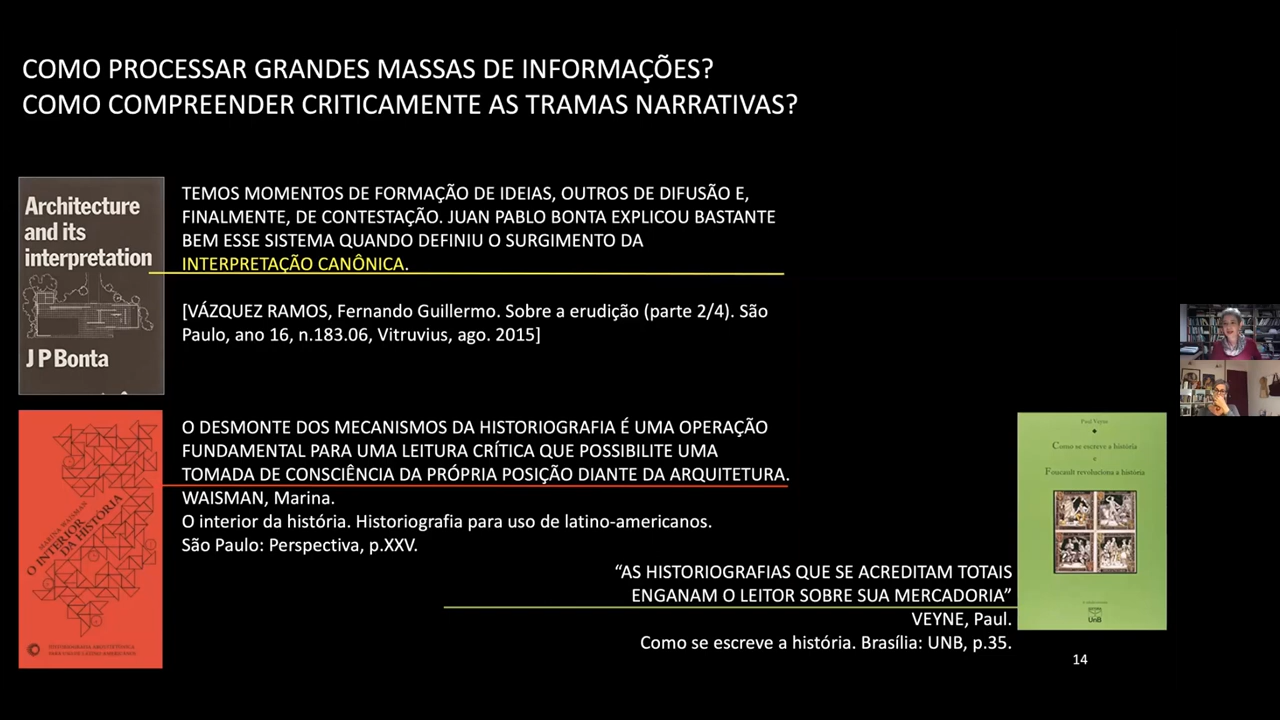 COMO PROCESSAR GRANDES MASSAS DE INFORMAÇÕES?
COMO COMPREENDER CRITICAMENTE AS TRAMAS NARRATIVAS?
Architecture
and its
interpretation
J P Bonta
TEMOS MOMENTOS DE FORMAÇÃO DE IDEIAS, OUTROS DE DIFUSÃO E,
FINALMENTE, DE CONTESTAÇÃO. JUAN PABLO BONTA EXPLICOU BASTANTE
BEM ESSE SISTEMA QUANDO DEFINIU O SURGIMENTO DA
INTERPRETAÇÃO CANÔNICA.
[VÁZQUEZ RAMOS, Fernando Guillermo. Sobre a erudição (parte 2/4). São
Paulo, ano 16, n.183.06, Vitruvius, ago. 2015]
MARINA WAISMAN
O INTERIOR
DA HISTÓRIA
O DESMONTE DOS MECANISMOS DA HISTORIOGRAFIA É UMA OPERAÇÃO
FUNDAMENTAL PARA UMA LEITURA CRÍTICA QUE POSSIBILITE UMA
TOMADA DE CONSCIÊNCIA DA PRÓPRIA POSIÇÃO DIANTE DA ARQUITETURA.
WAISMAN, Marina.
O interior da história. Historiografia para uso de latino-americanos.
São Paulo: Perspectiva, p.XXV.
Paul Veyne
Como se escreve a história
e
Foucault revoluciona a história
UnB
“AS HISTORIOGRAFIAS QUE SE ACREDITAM TOTAIS
ENGANAM O LEITOR SOBRE SUA MERCADORIA”
VEYNE, Paul.
Como se escreve a história. Brasília: UNB, p.35.
14